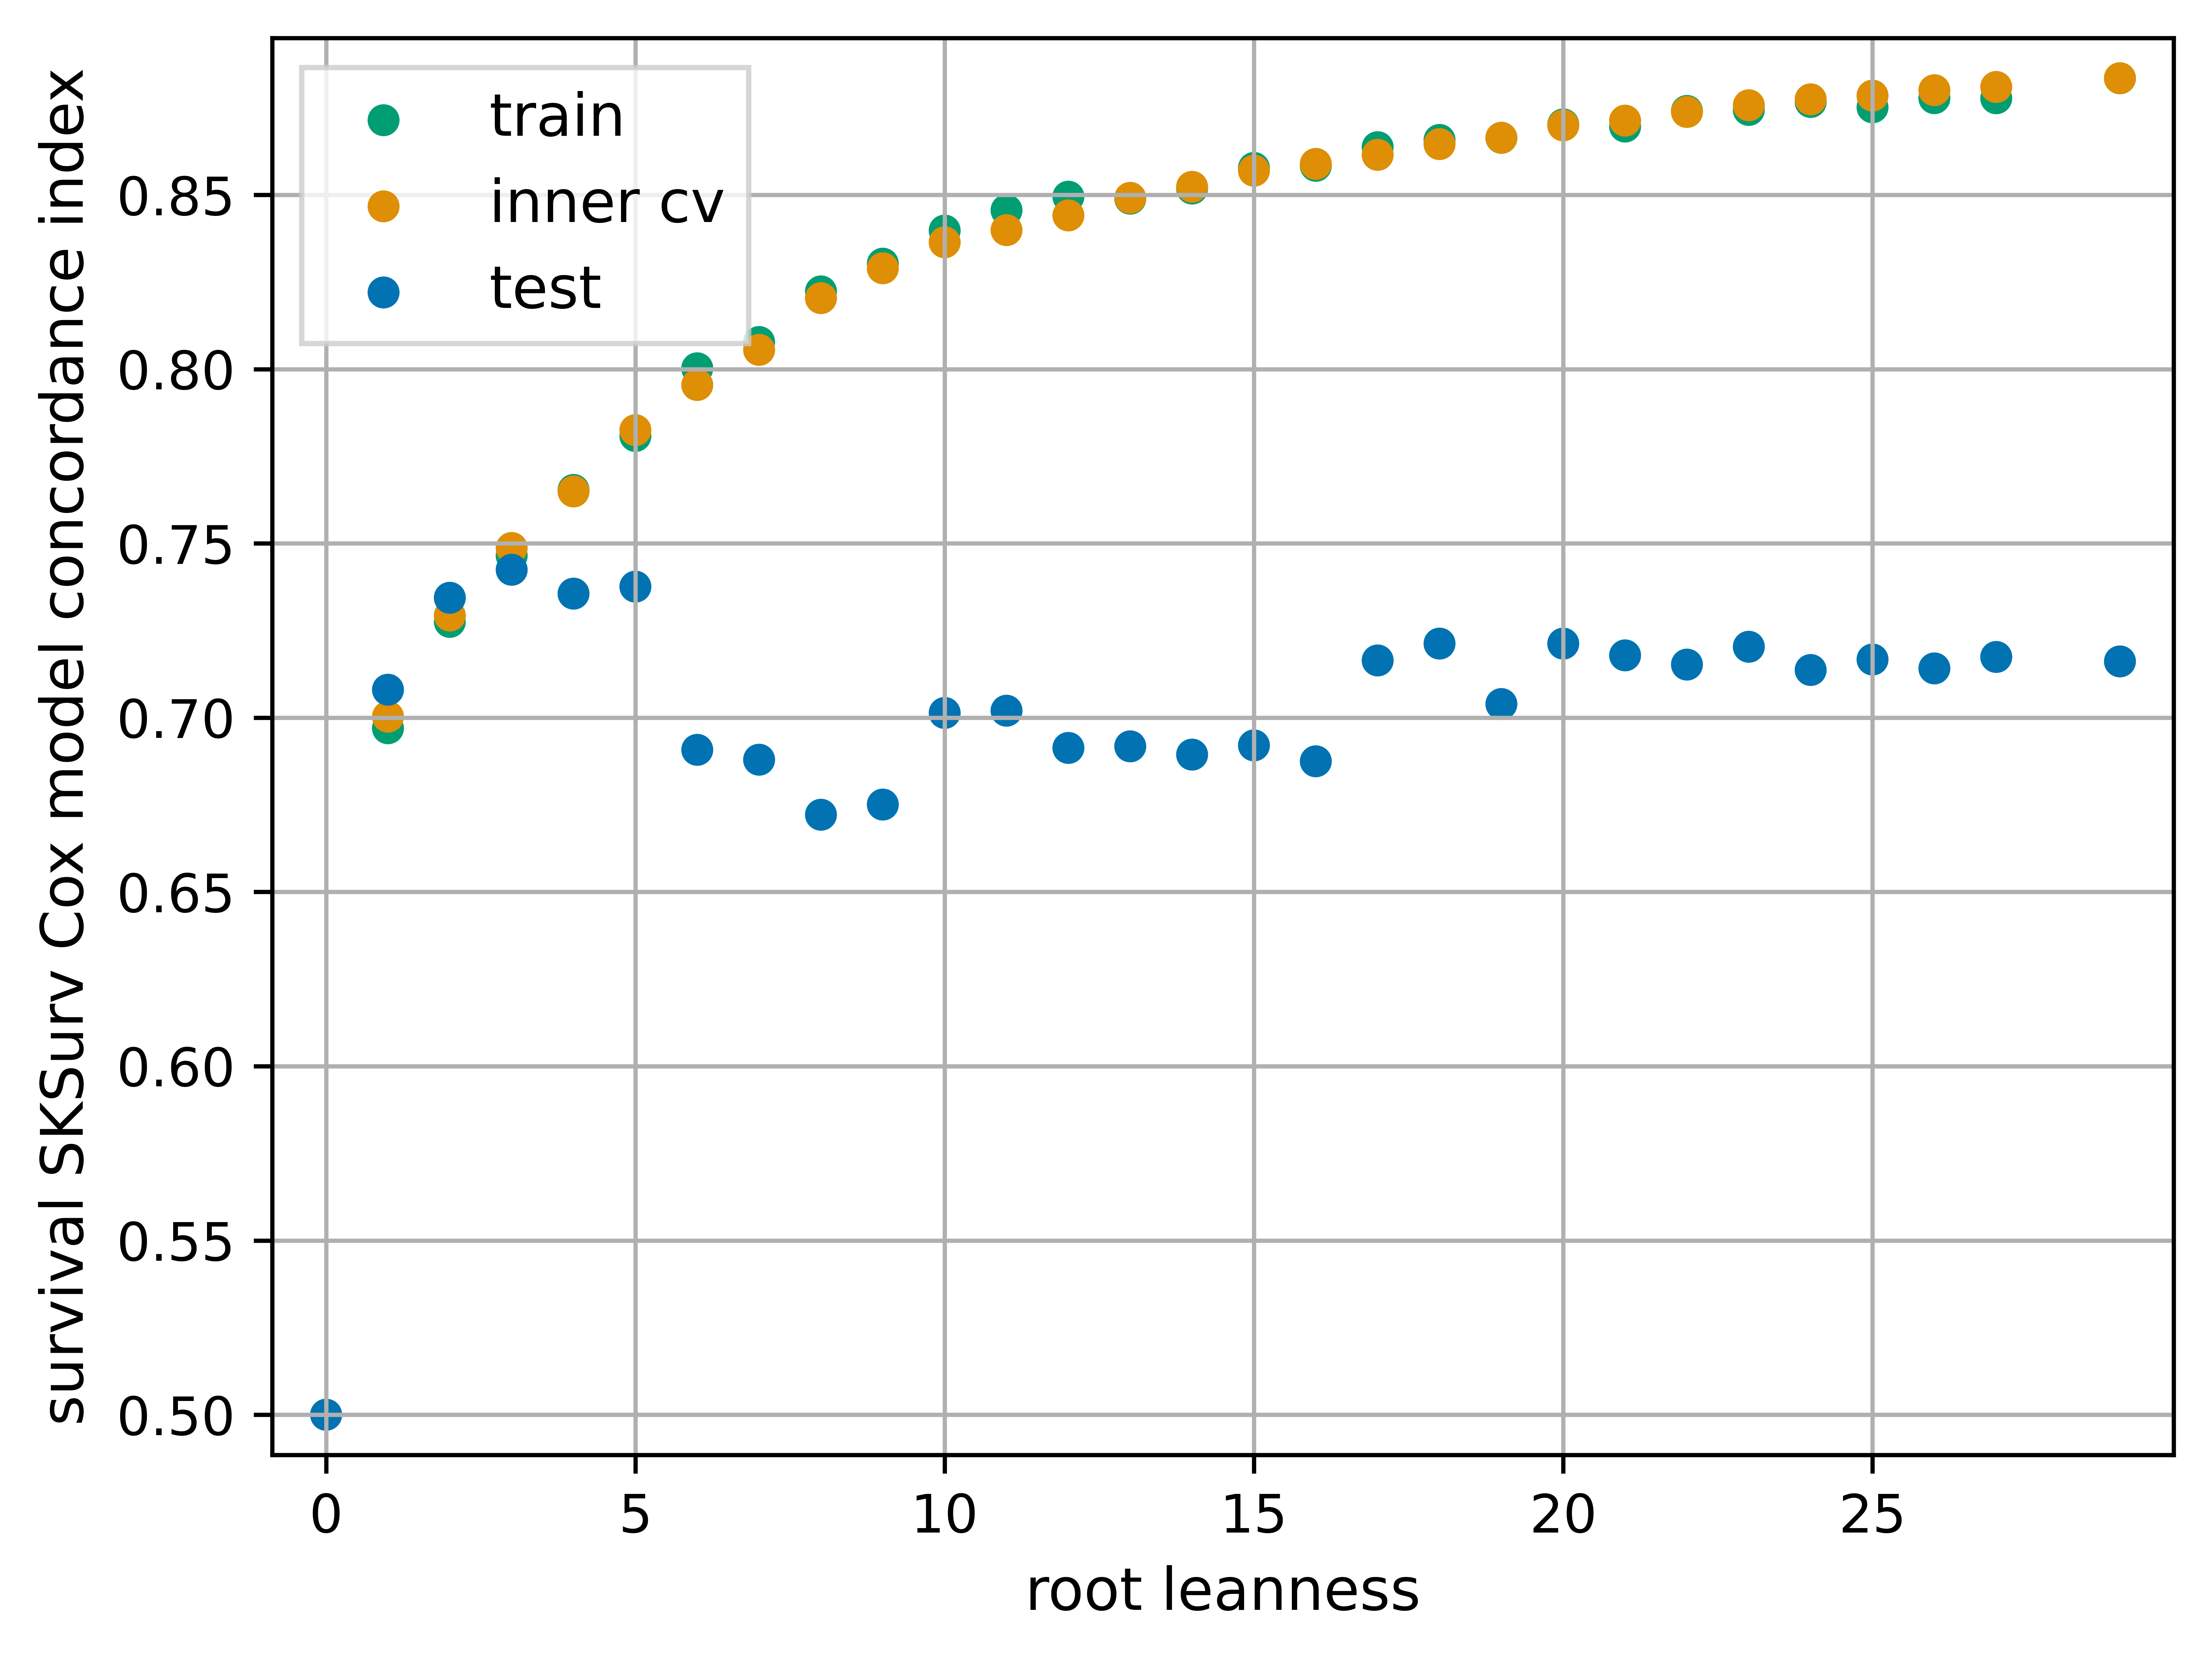 survival SKSurv Cox model concordance index
train
inner cv
test
0.85
0.80
0.75
0.70
0.65
0.60
0.55
0.50
0 5 10 15 20 25
root leanness